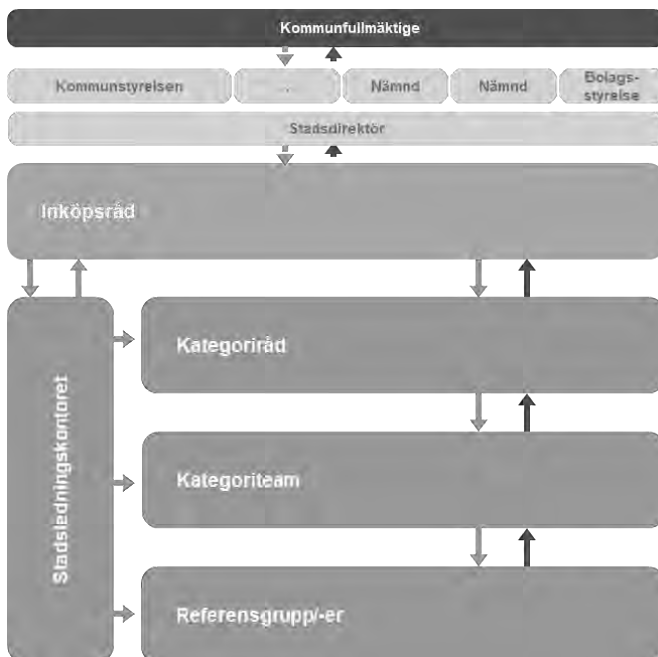 Kommunfullmäktige
Kommunstyrelsen
...
Nämnd
Nämnd
Bolags-
styrelse
Stadsdirektör
Inköpsråd
Stadsledningskontoret
Kategoriråd
Kategoriteam
Referensgrupp/-er